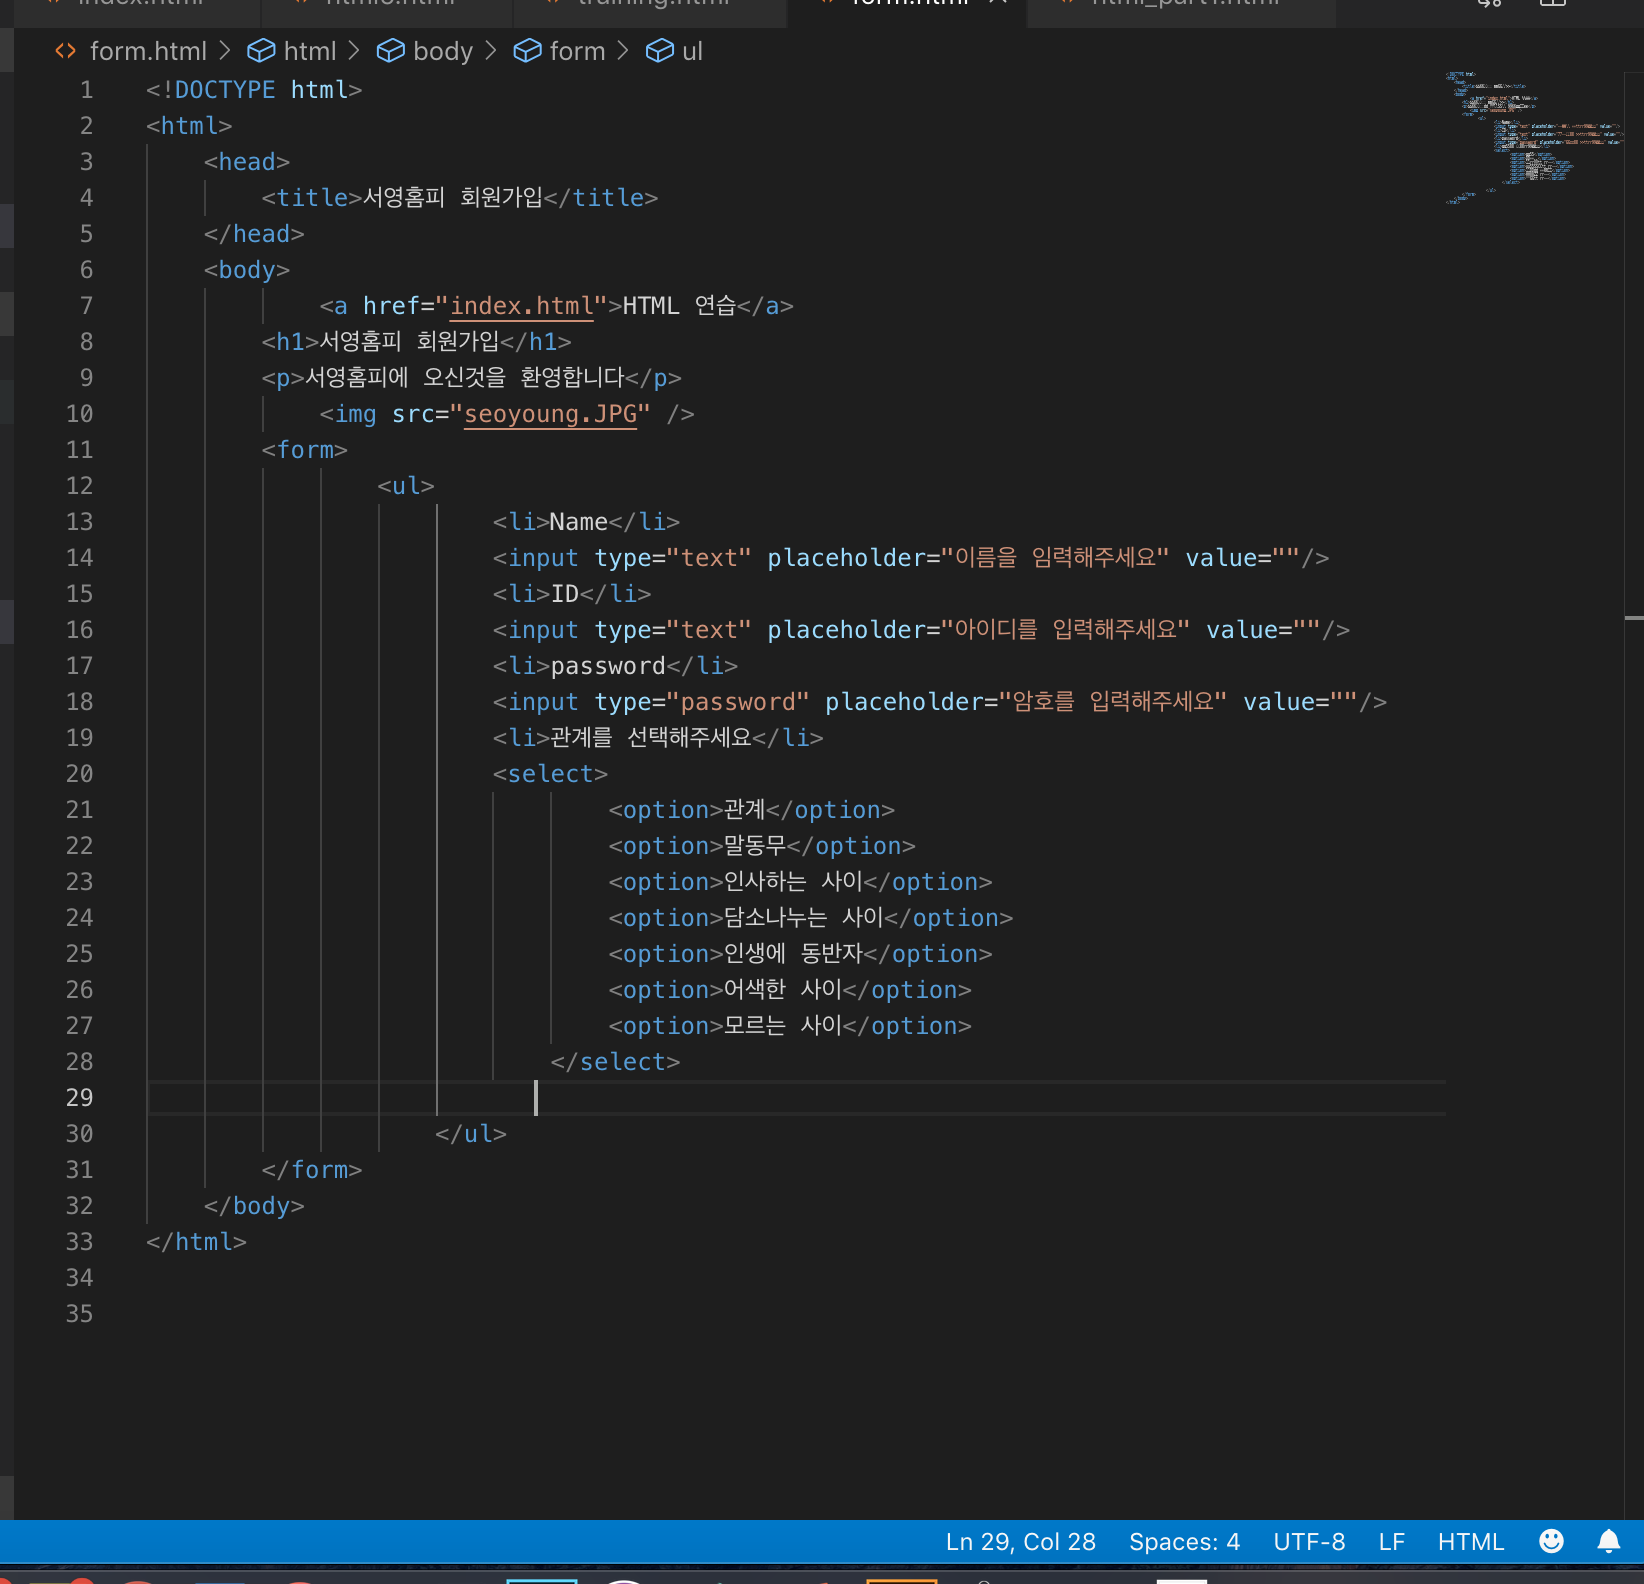 form.html > html > body > form > ul
1 <!DOCTYPE html>
2 <html>
3 <head>
4 <title>서영홈피 회원가입</title>
5 </head>
6 <body>
7 <a href="index.html">HTML 연습</a>
8 <h1>서영홈피 회원가입</h1>
9 <p>서영홈피에 오신것을 환영합니다</p>
10 <img src="seoyoung.JPG" />
11 <form>
12 <ul>
13 <li>Name</li>
14 <input type="text" placeholder="이름을 임력해주세요" value=""/>
15 <li>ID</li>
16 <input type="text" placeholder="아이디를 입력해주세요" value=""/>
17 <li>password</li>
18 <input type="password" placeholder="암호를 입력해주세요" value=""/>
19 <li>관계를 선택해주세요</li>
20 <select>
21 <option>관계</option>
22 <option>말동무</option>
23 <option>인사하는 사이</option>
24 <option>담소나누는 사이</option>
25 <option>인생에 동반자</option>
26 <option>어색한 사이</option>
27 <option>모르는 사이</option>
28 </select>
29
30 </ul>
31 </form>
32 </body>
33 </html>
34
35
Ln 29, Col 28 Spaces: 4 UTF-8 LF HTML